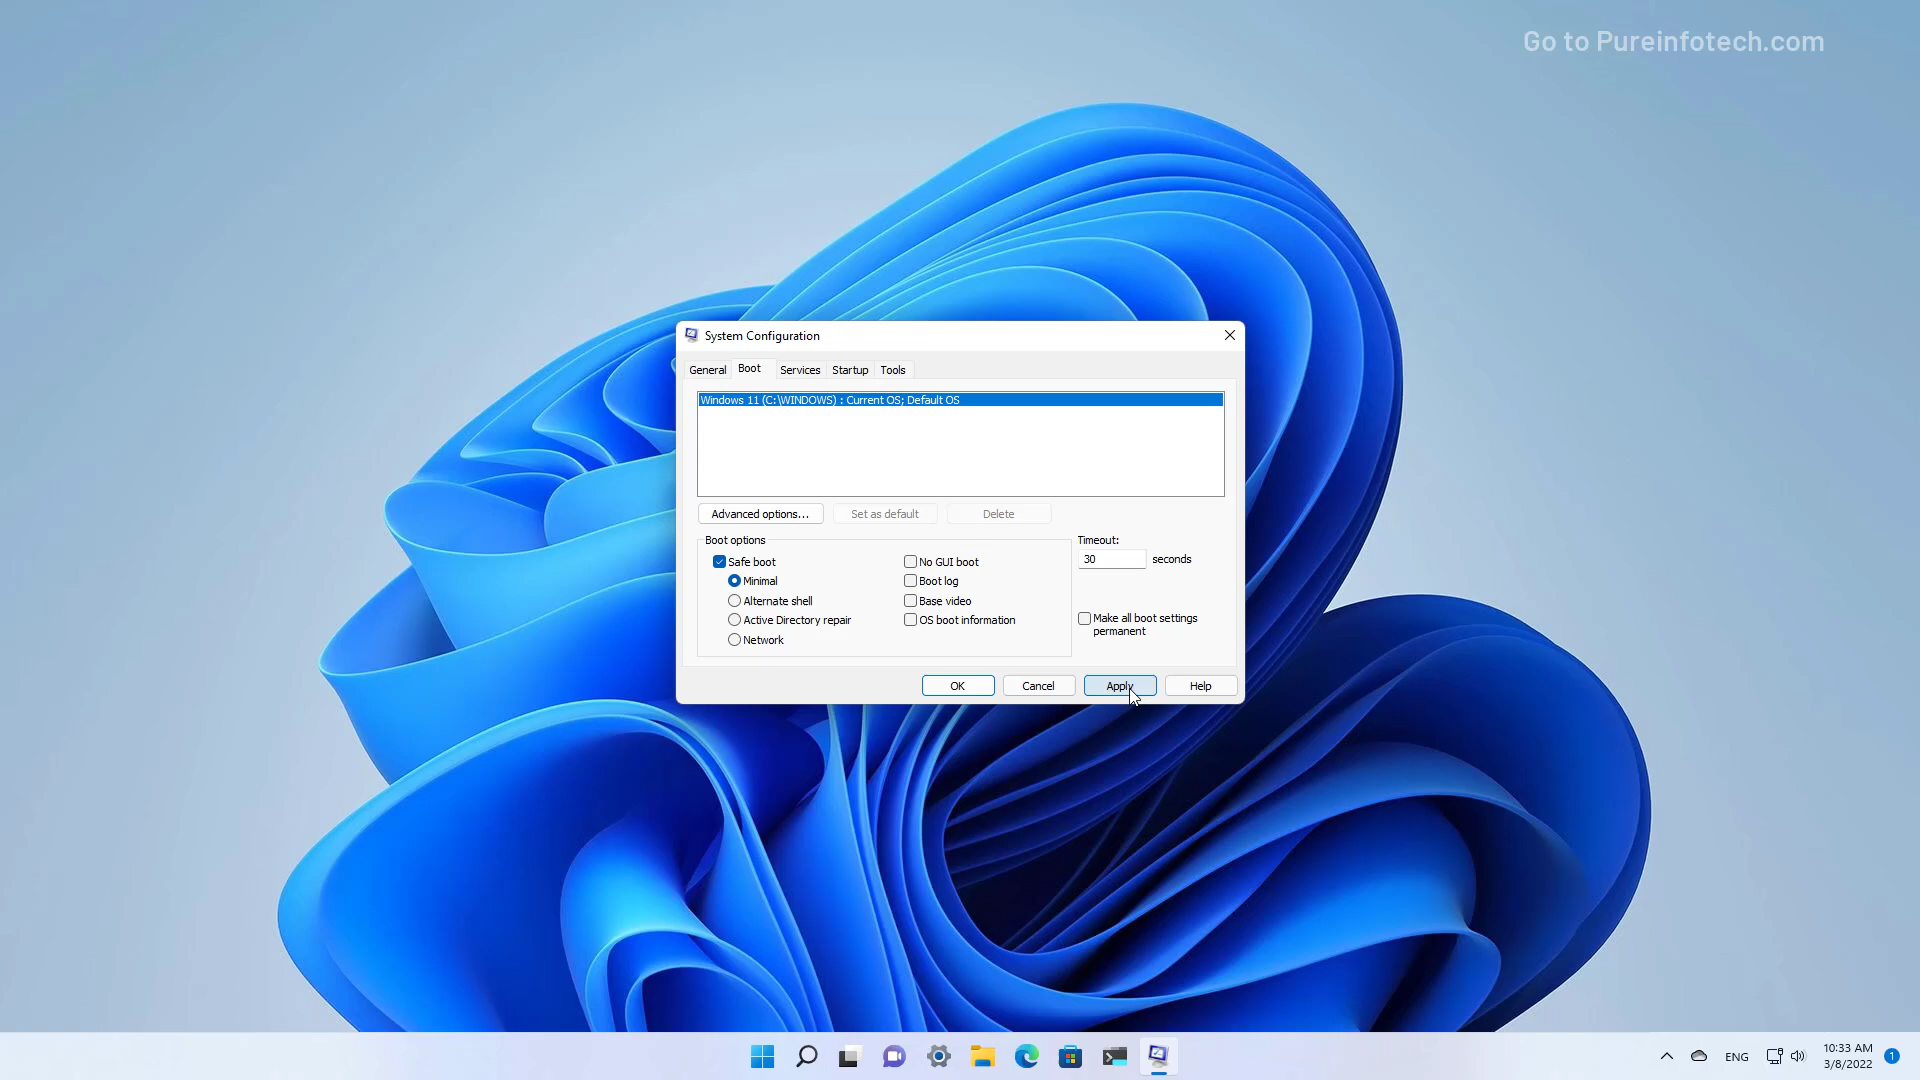 Go to Pureinfotech.com
System Configuration
General Boot Services Startup Tools
Windows 11 (C:\WINDOWS) : Current OS; Default OS
Advanced options... Set as default Delete
Boot options
Safe boot
Minimal
Alternate shell
Active Directory repair
Network
No GUI boot
Boot log
Base video
OS boot information
Timeout:
30 seconds
Make all boot settings
permanent
OK Cancel Apply Help
ENG
10:33 AM
3/8/2022
1